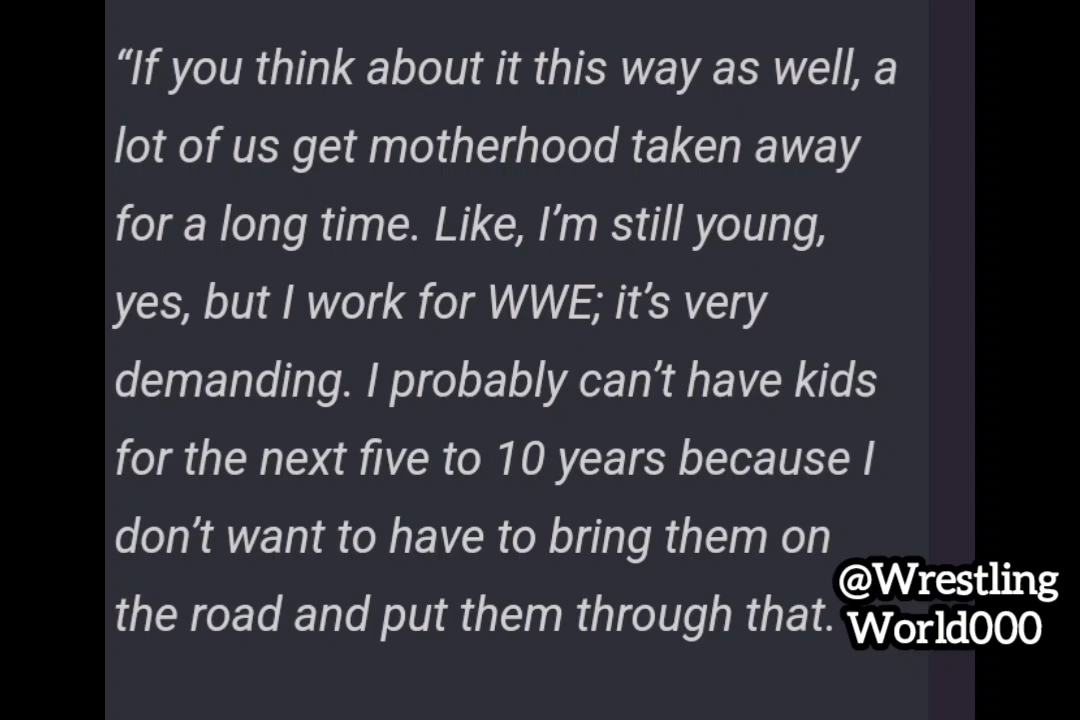 “If you think about it this way as well, a
lot of us get motherhood taken away
for a long time. Like, I’m still young,
yes, but I work for WWE; it’s very
demanding. I probably can’t have kids
for the next five to 10 years because I
don’t want to have to bring them on
the road and put them through that.
@Wrestling
World000